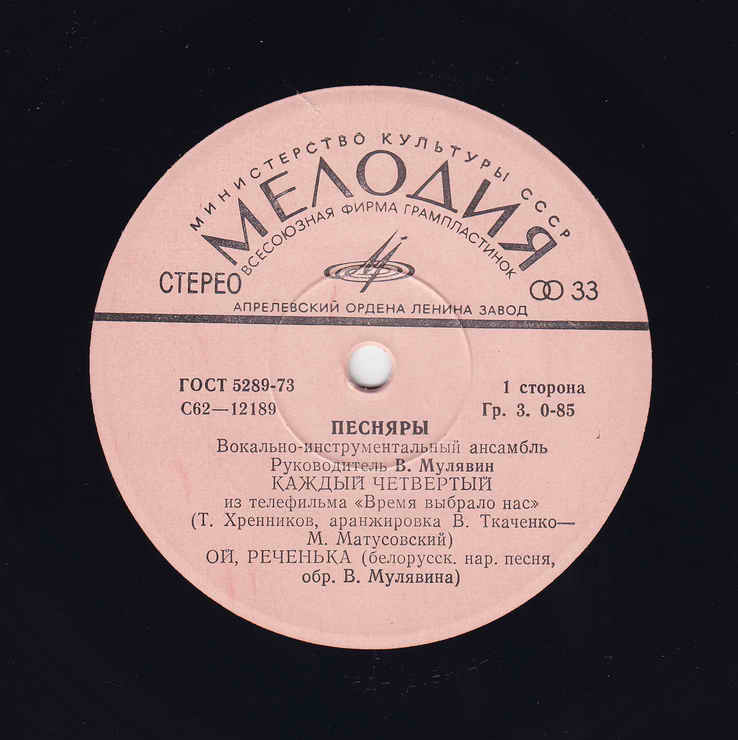 МИНИСТЕРСТВО КУЛЬТУРЫ СССР
МЕЛОДИЯ
ВСЕСОЮЗНАЯ ФИРМА ГРАМПЛАСТИНОК
СТЕРЕО
33
АПРЕЛЕВСКИЙ ОРДЕНА ЛЕНИНА ЗАВОД
ГОСТ 5289-73
1 сторона
С62—12189
Гр. 3. 0-85
ПЕСНЯРЫ
Вокально-инструментальный ансамбль
Руководитель В. Мулявин
КАЖДЫЙ ЧЕТВЕРТЫЙ
из телефильма «Время выбрало нас»
(Т. Хренников, аранжировка В. Ткаченко—
М. Матусовский)
ОЙ, РЕЧЕНЬКА (белорусск. нар. песня,
обр. В. Мулявина)